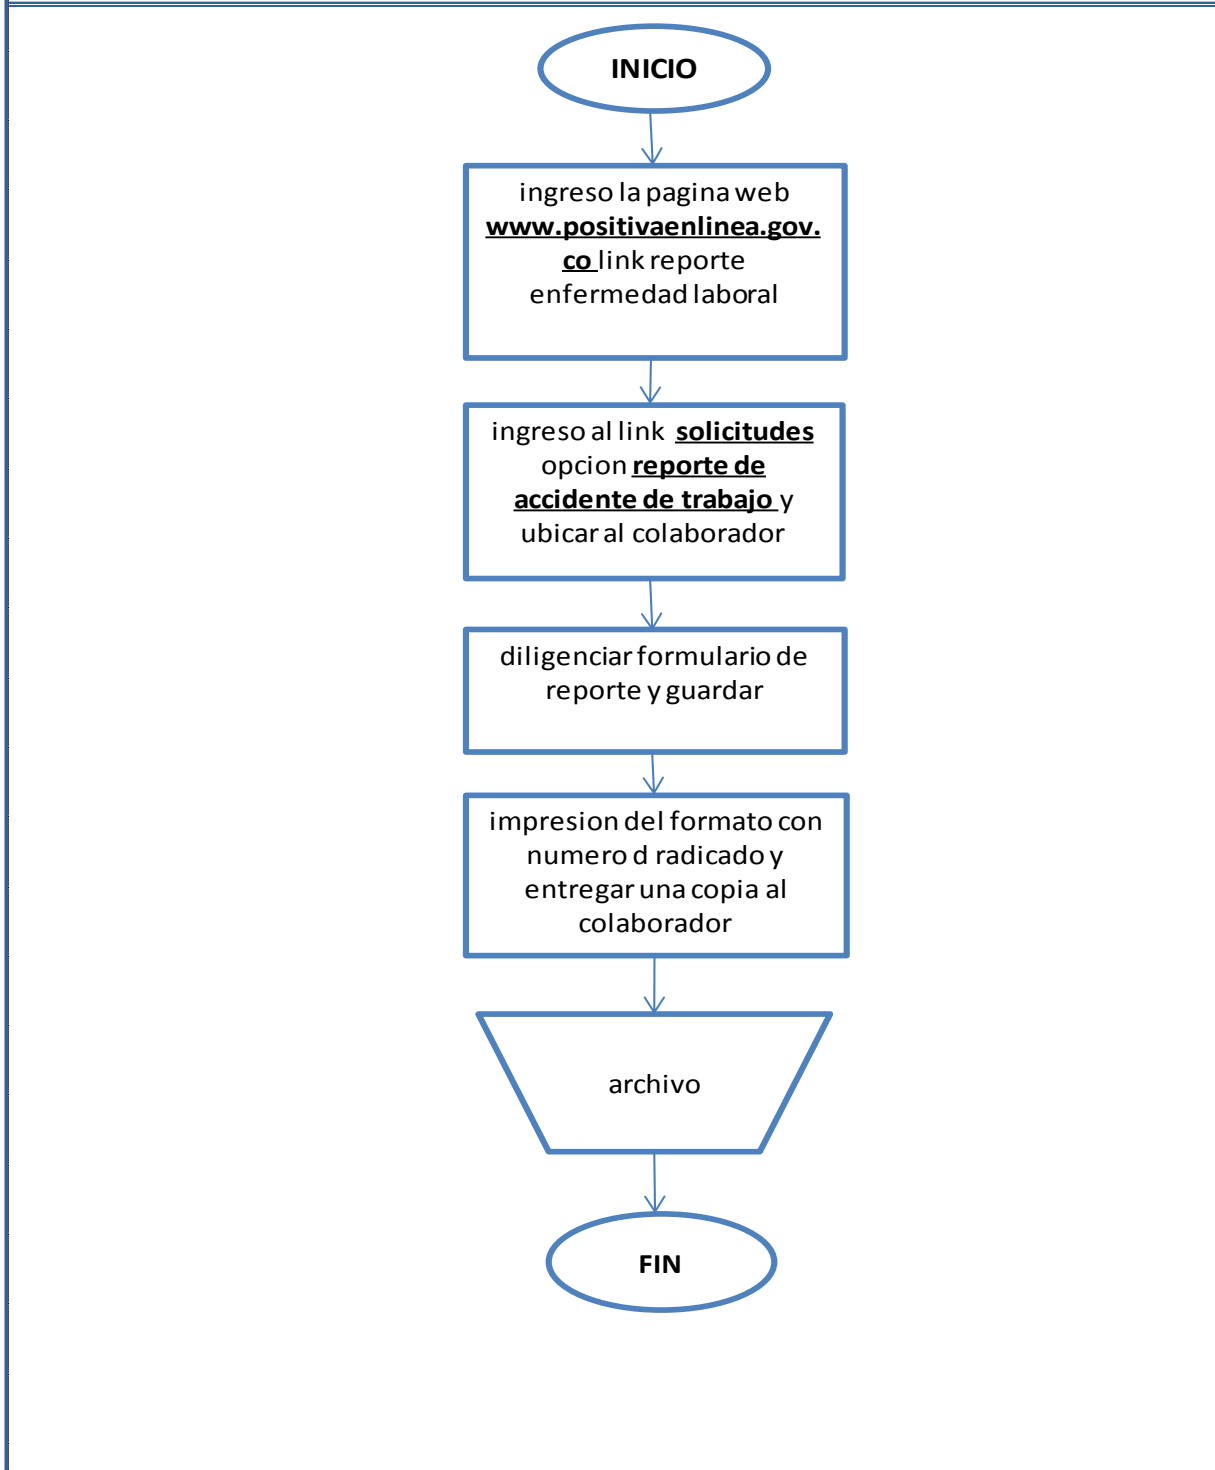 INICIO
ingreso la pagina web
www.positivaenlinea.gov.
co link reporte
enfermedad laboral
ingreso al link solicitudes
opcion reporte de
accidente de trabajo y
ubicar al colaborador
diligenciar formulario de
reporte y guardar
impresion del formato con
numero d radicado y
entregar una copia al
colaborador
archivo
FIN